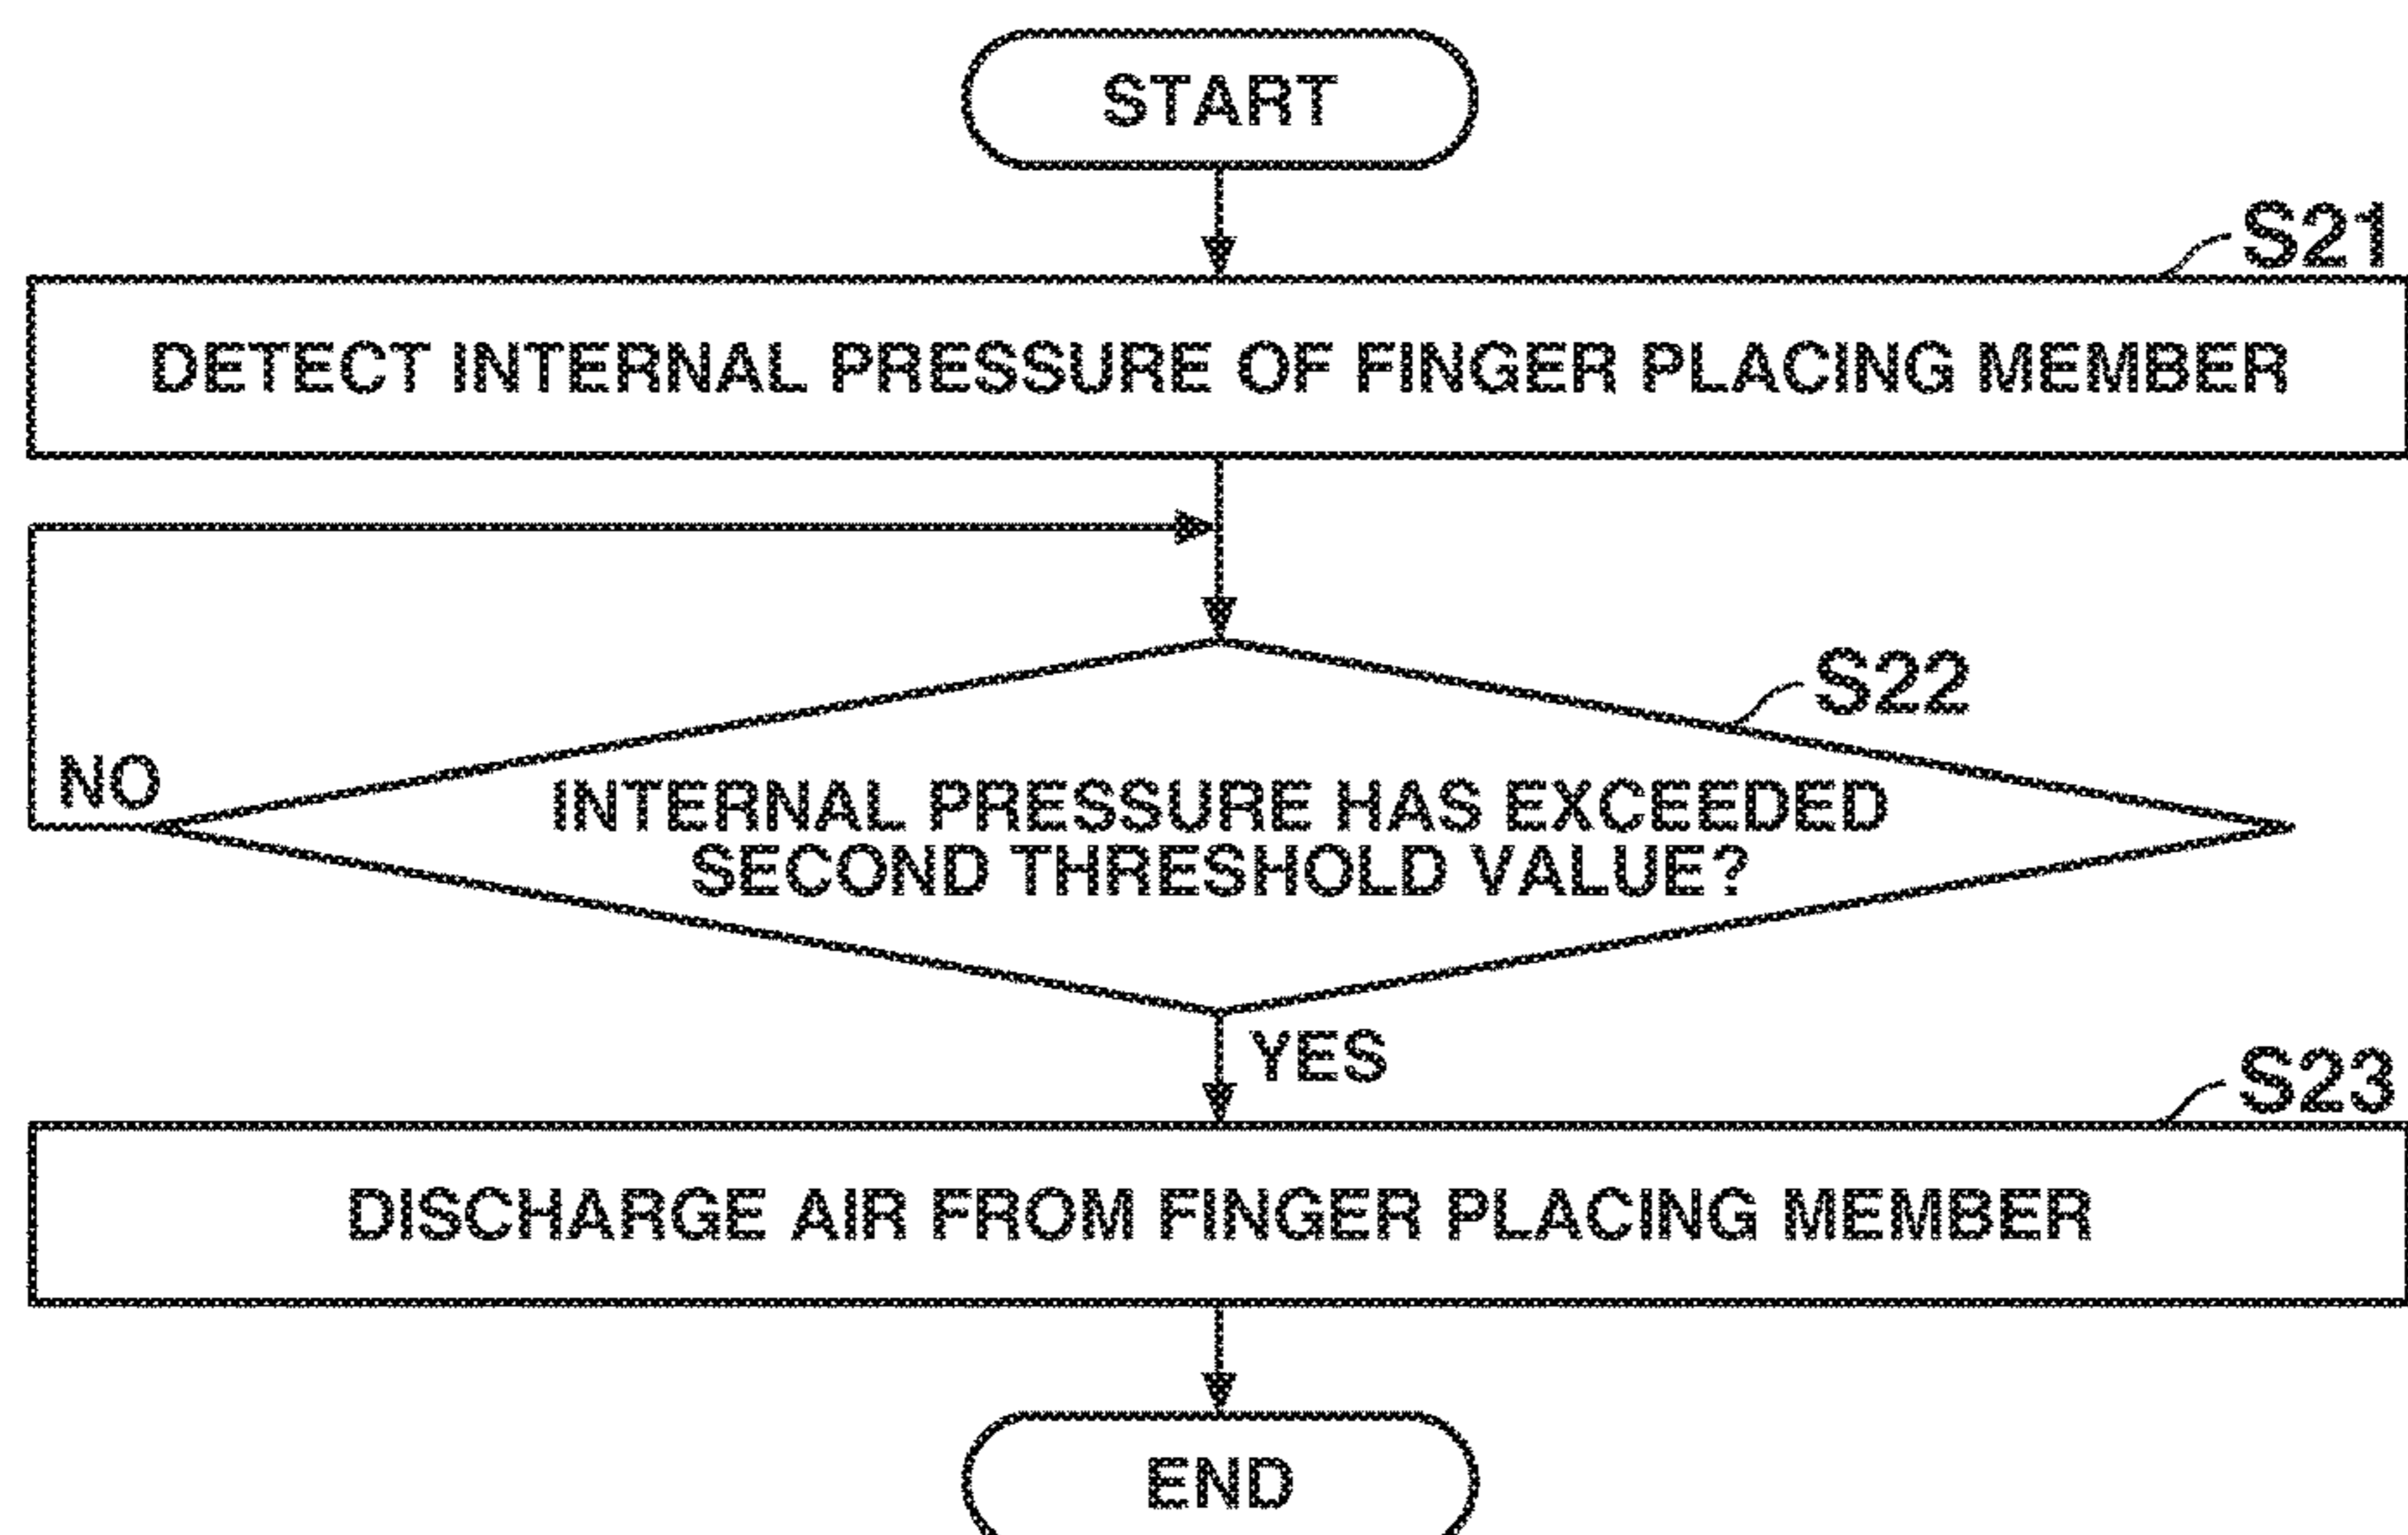 START
S21
DETECT INTERNAL PRESSURE OF FINGER PLACING MEMBER
S22
NO
INTERNAL PRESSURE HAS EXCEEDED
SECOND THRESHOLD VALUE?
YES
S23
DISCHARGE AIR FROM FINGER PLACING MEMBER
END